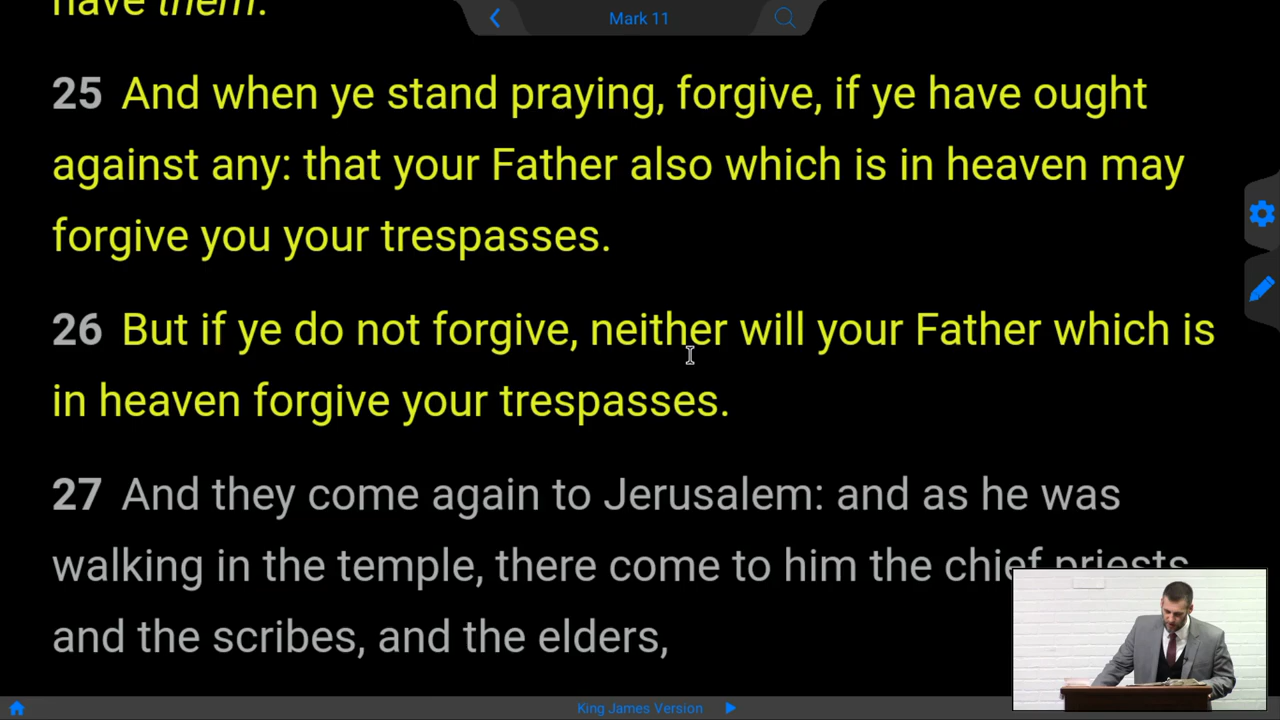 have them.
Mark 11
25 And when ye stand praying, forgive, if ye have ought
against any: that your Father also which is in heaven may
forgive you your trespasses.
26 But if ye do not forgive, neither will your Father which is
in heaven forgive your trespasses.
27 And they come again to Jerusalem: and as he was
walking in the temple, there come to him the chief priests
and the scribes, and the elders,
King James Version